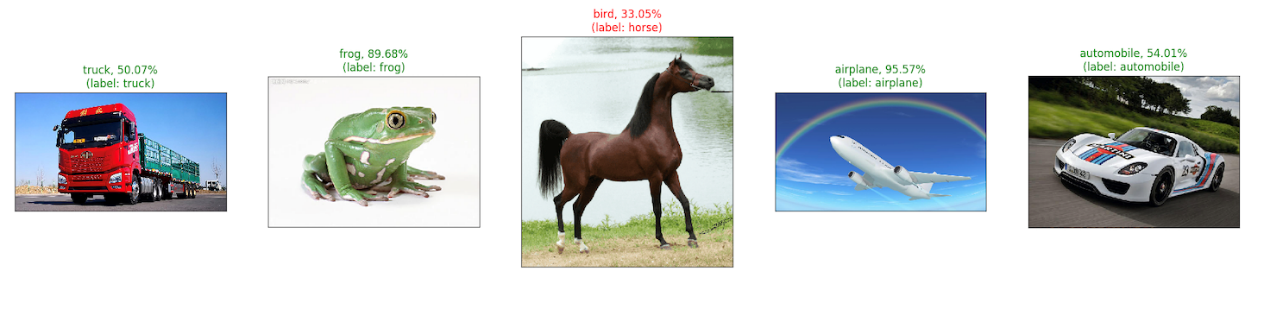 truck, 50.07%
(label: truck)
frog, 89.68%
(label: frog)
bird, 33.05%
(label: horse)
airplane, 95.57%
(label: airplane)
automobile, 54.01%
(label: automobile)